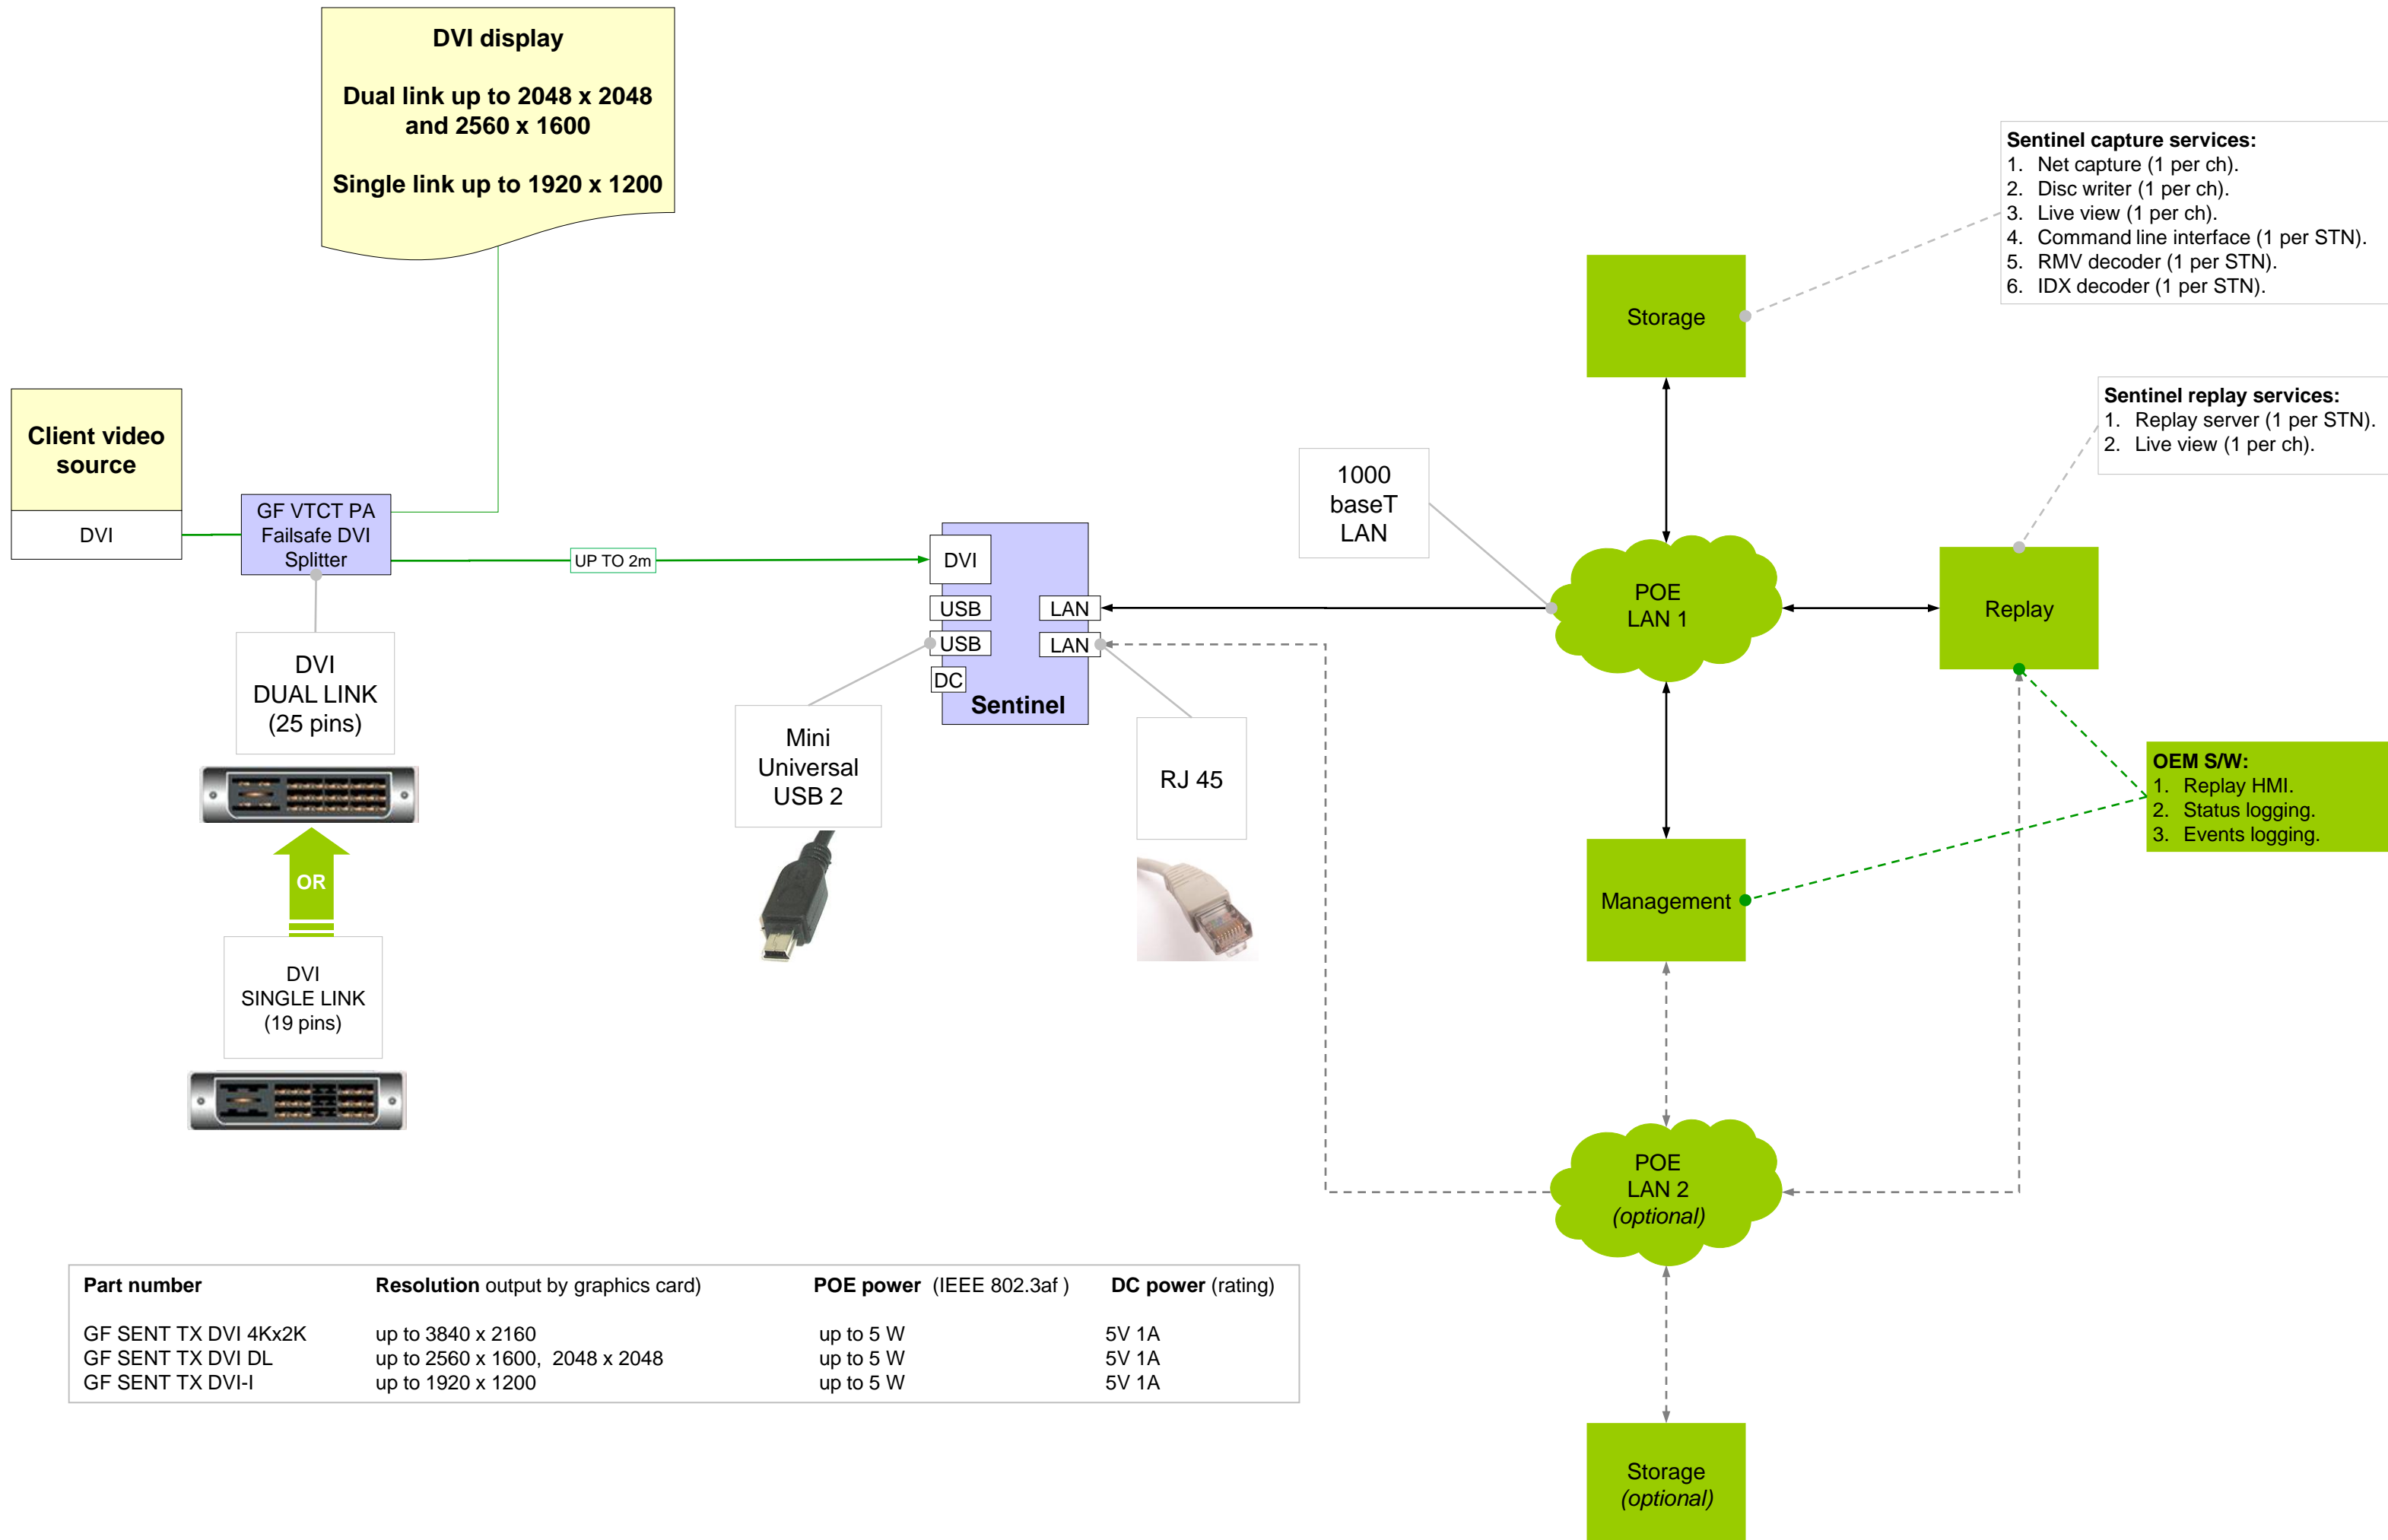 DVI display
Dual link up to 2048 x 2048
and 2560 x 1600
Single link up to 1920 x 1200
Sentinel capture services:
1. Net capture (1 per ch).
2. Disc writer (1 per ch).
3. Live view (1 per ch).
4. Command line interface (1 per STN).
5. RMV decoder (1 per STN).
6. IDX decoder (1 per STN).
Storage
Sentinel replay services:
1. Replay server (1 per STN).
2. Live view (1 per ch).
Client video
source
DVI
GF VTCT PA
Failsafe DVI
Splitter
UP TO 2m
DVI
USB
USB
DC
LAN
LAN
Sentinel
1000
baseT
LAN
POE
LAN 1
Replay
DVI
DUAL LINK
(25 pins)
Mini
Universal
USB 2
RJ 45
OEM S/W:
1. Replay HMI.
2. Status logging.
3. Events logging.
OR
Management
DVI
SINGLE LINK
(19 pins)
POE
LAN 2
(optional)
Part number Resolution output by graphics card) POE power (IEEE 802.3af ) DC power (rating)
GF SENT TX DVI 4Kx2K up to 3840 x 2160 up to 5 W 5V 1A
GF SENT TX DVI DL up to 2560 x 1600, 2048 x 2048 up to 5 W 5V 1A
GF SENT TX DVI-I up to 1920 x 1200 up to 5 W 5V 1A
Storage
(optional)